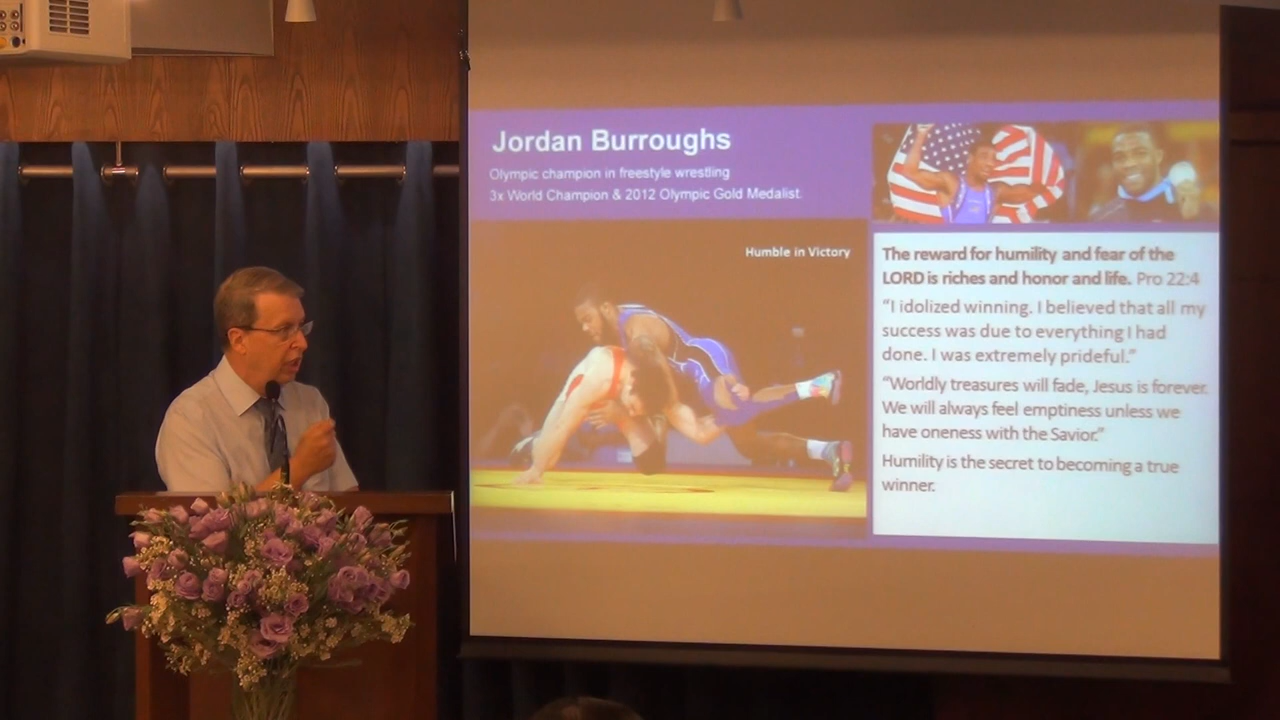 Jordan Burroughs
Olympic champion in freestyle wrestling
3x World Champion & 2012 Olympic Gold Medalist.
Humble in Victory
The reward for humility and fear of the
LORD is riches and honor and life. Pro 22:4
“I idolized winning. I believed that all my
success was due to everything I had
done. I was extremely prideful.”
“Worldly treasures will fade, Jesus is forever.
We will always feel emptiness unless we
have oneness with the Savior.”
Humility is the secret to becoming a true
winner.